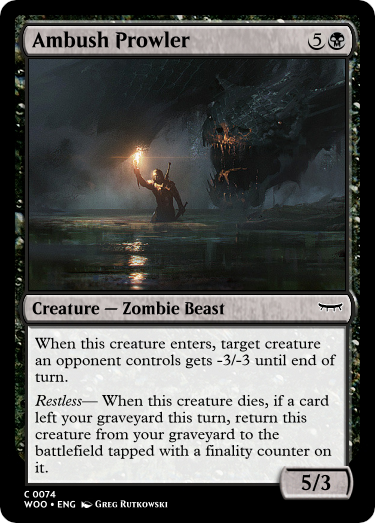 Ambush Prowler 5
Creature — Zombie Beast
When this creature enters, target creature
an opponent controls gets -3/-3 until end of
turn.
Restless— When this creature dies, if a card
left your graveyard this turn, return this
creature from your graveyard to the
battlefield tapped with a finality counter on
it.
5/3
C 0074
WOO • ENG Greg Rutkowski